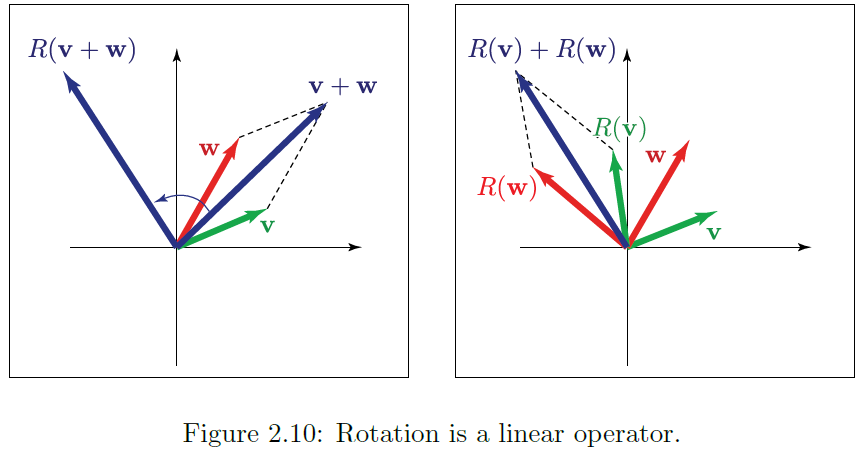 R(v + w)
v + w
w
v
R(v) + R(w)
R(v)
w
R(w)
v
Figure 2.10: Rotation is a linear operator.